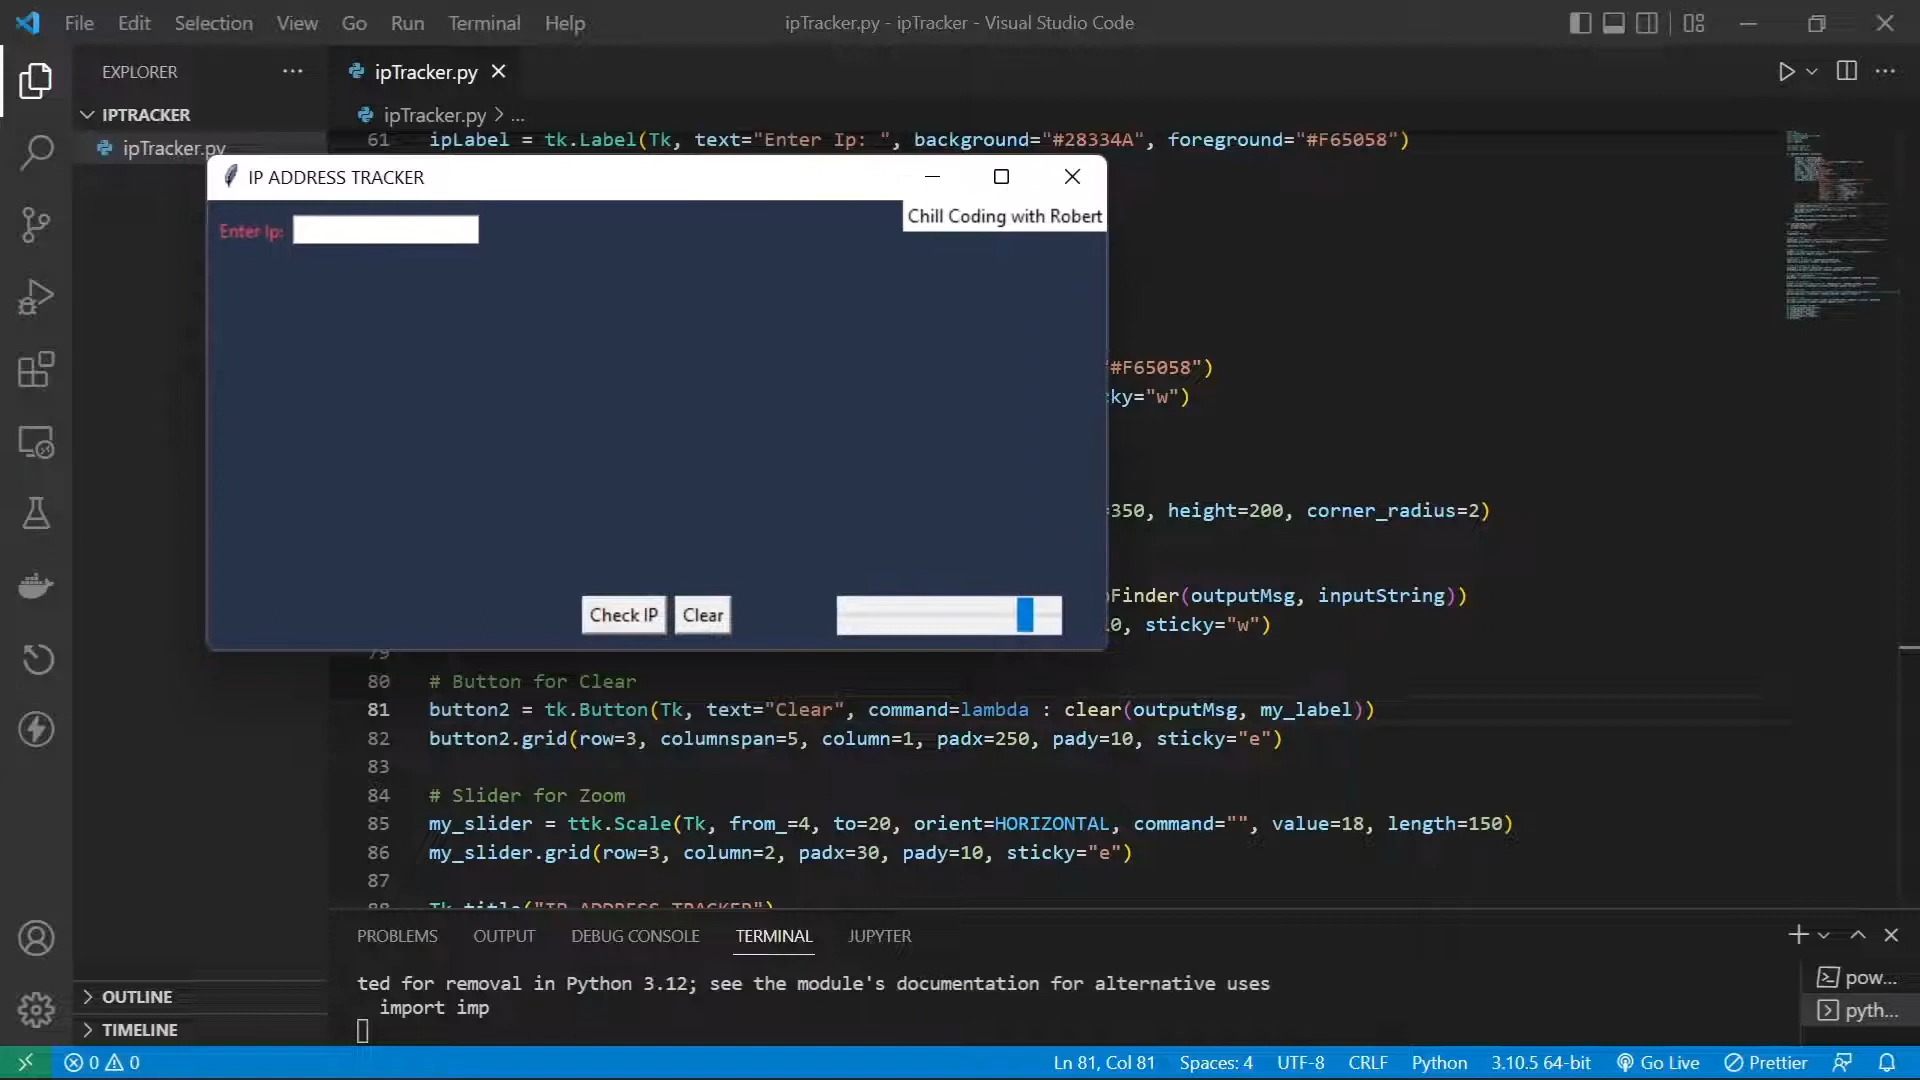 File Edit Selection View Go Run Terminal Help
ipTracker.py - ipTracker - Visual Studio Code
EXPLORER
ipTracker.py
IPTRACKER
ipTracker.py > ...
ipTracker.py
61 ipLabel = tk.Label(Tk, text="Enter Ip: ", background="#28334A", foreground="#F65058")
IP ADDRESS TRACKER
Chill Coding with Robert
Enter Ip:
"#F65058")
ky="w")
350, height=200, corner_radius=2)
Finder(outputMsg, inputString))
0, sticky="w")
Check IP Clear
79
80 # Button for Clear
81 button2 = tk.Button(Tk, text="Clear", command=lambda : clear(outputMsg, my_label))
82 button2.grid(row=3, columnspan=5, column=1, padx=250, pady=10, sticky="e")
83
84 # Slider for Zoom
85 my_slider = ttk.Scale(Tk, from_=4, to=20, orient=HORIZONTAL, command="", value=18, length=150)
86 my_slider.grid(row=3, column=2, padx=30, pady=10, sticky="e")
87
88 Tk.title("IP ADDRESS TRACKER")
PROBLEMS OUTPUT DEBUG CONSOLE TERMINAL JUPYTER
ted for removal in Python 3.12; see the module's documentation for alternative uses
import imp
pow...
pyth...
OUTLINE
TIMELINE
0 0 Ln 81, Col 81 Spaces: 4 UTF-8 CRLF Python 3.10.5 64-bit Go Live Prettier